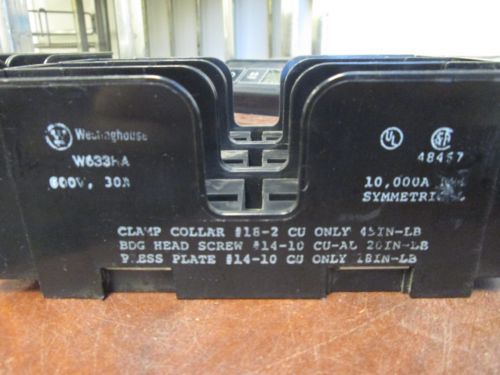 Westinghouse
600V, 30A
UL
48457
10,000A
CLAMP COLLAR #18-2 CU ONLY 45IN-LB
BDG HEAD SCREW #14-10 CU-AL 20IN-LB
PRESS PLATE #14-10 CU ONLY 18IN-LB